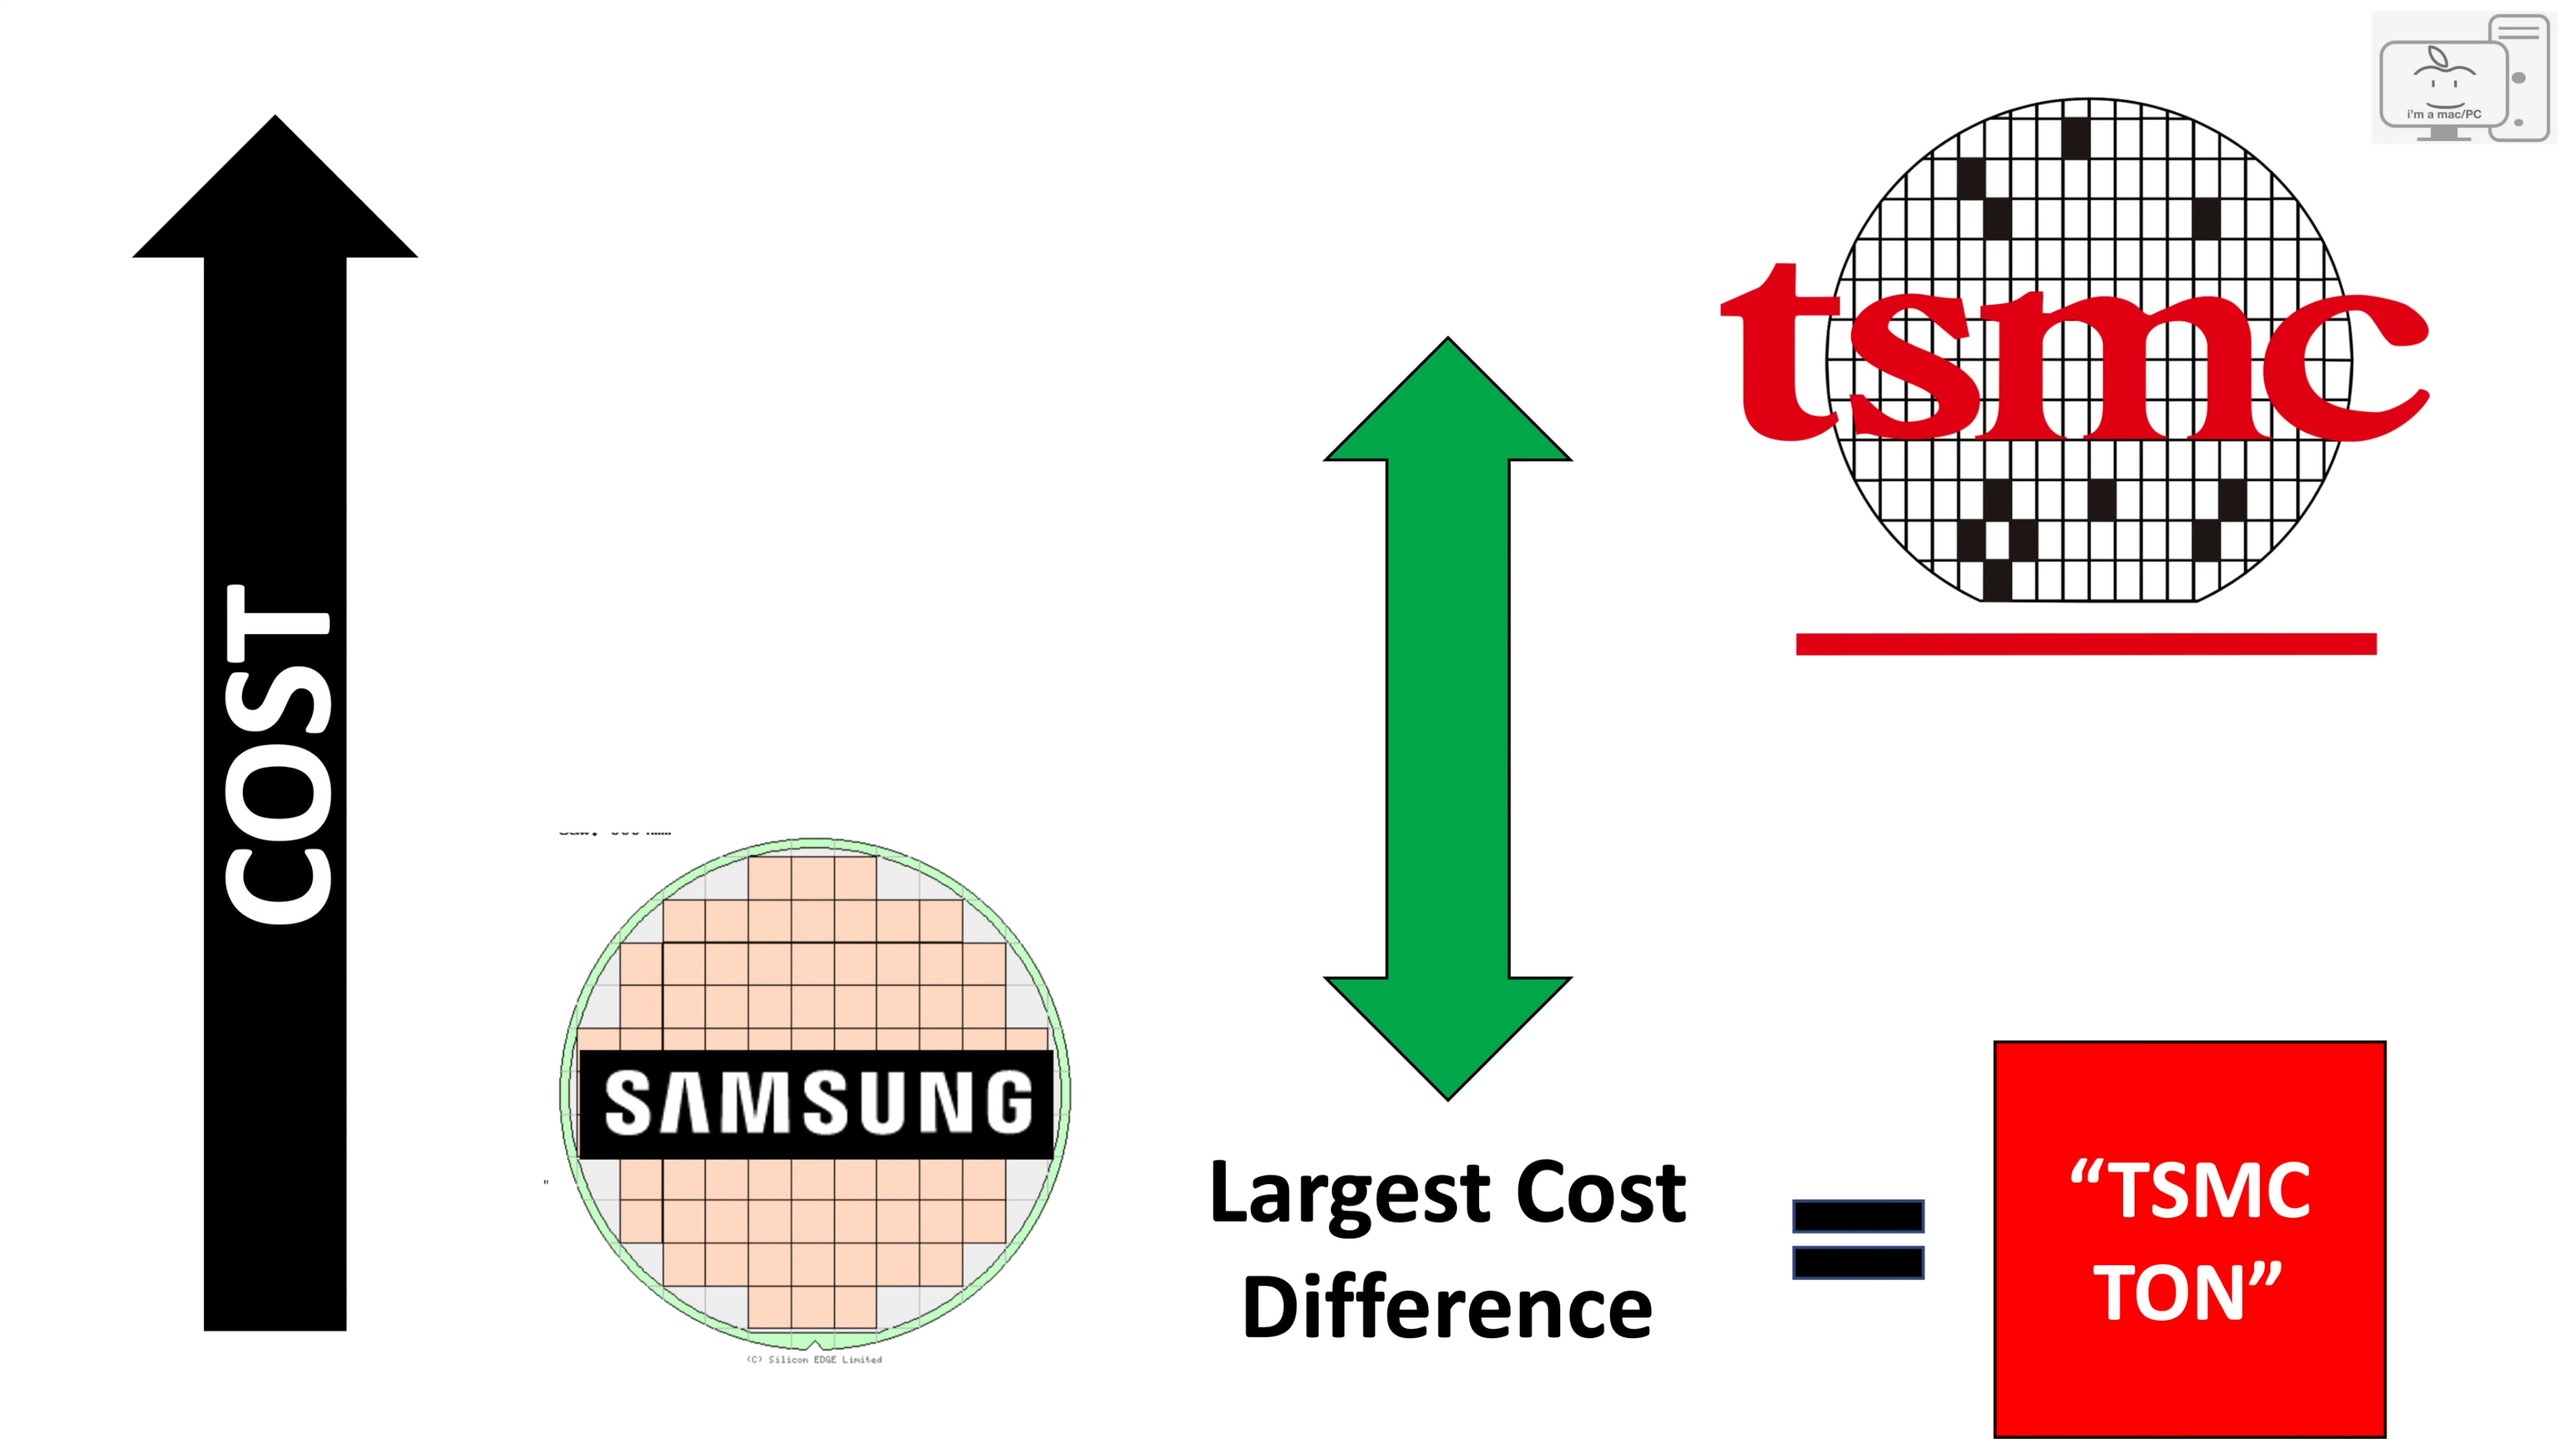 i'm a mac/PC
COST
tsmc
SAMSUNG
(C) Silicon EDGE Limited
Largest Cost
Difference
“TSMC
TON”